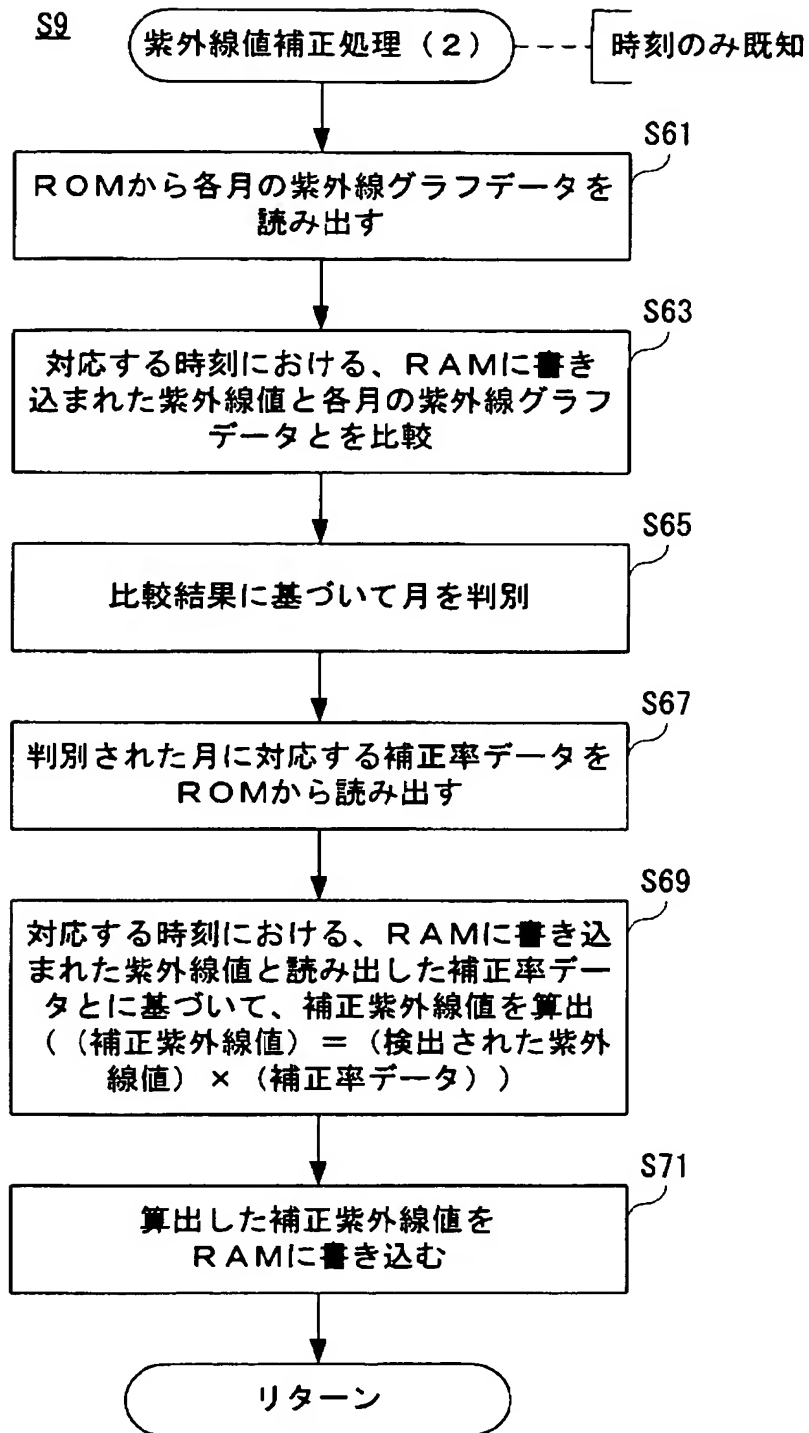 S9
紫外線値補正処理（２）
時刻のみ既知
S61
ＲＯＭから各月の紫外線グラフデータを
読み出す
S63
対応する時刻における、ＲＡＭに書き
込まれた紫外線値と各月の紫外線グラフ
データとを比較
S65
比較結果に基づいて月を判別
S67
判別された月に対応する補正率データを
ＲＯＭから読み出す
S69
対応する時刻における、ＲＡＭに書き込
まれた紫外線値と読み出した補正率デー
タとに基づいて、補正紫外線値を算出
（（補正紫外線値）＝（検出された紫外
線値）×（補正率データ））
S71
算出した補正紫外線値を
ＲＡＭに書き込む
リターン